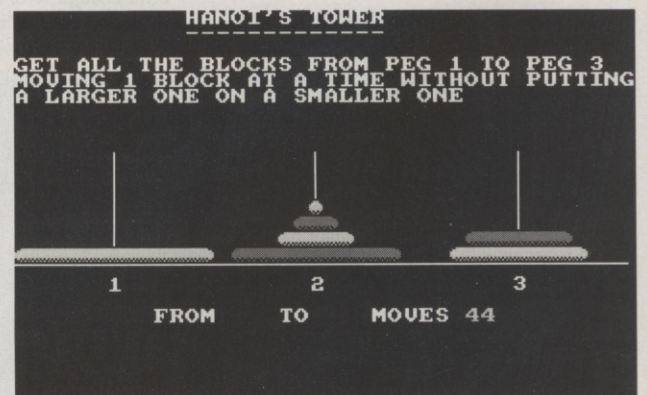 HANOI'S TOWER
GET ALL THE BLOCKS FROM PEG 1 TO PEG 3
MOVING 1 BLOCK AT A TIME WITHOUT PUTTING
A LARGER ONE ON A SMALLER ONE
1 2 3
FROM TO MOVES 44